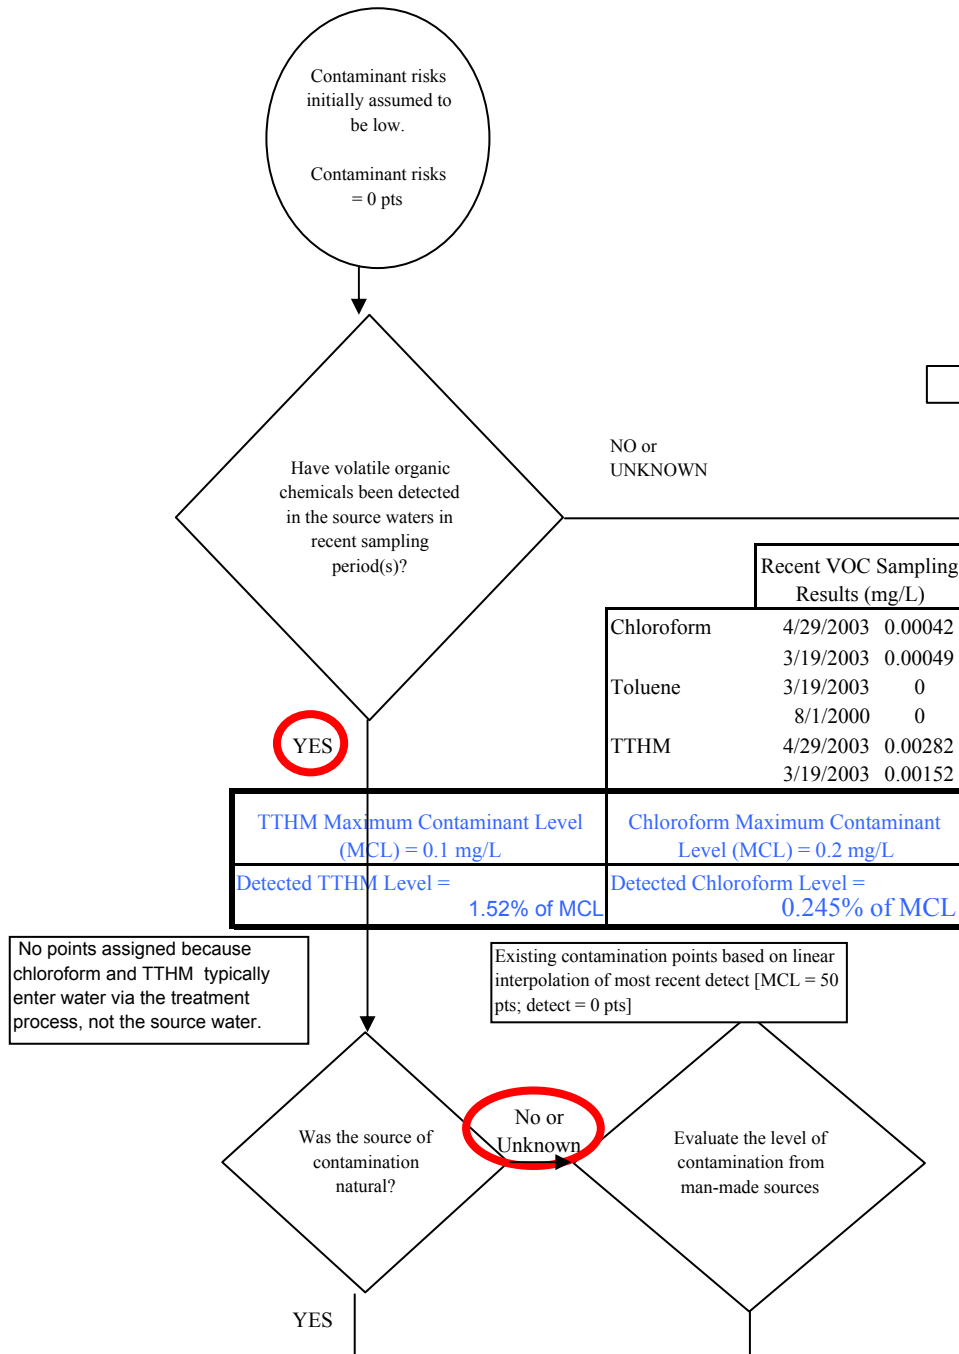 Contaminant risks
initially assumed to
be low.
Contaminant risks
= 0 pts
NO or
UNKNOWN
Have volatile organic
chemicals been detected
in the source waters in
recent sampling
period(s)?
Recent VOC Sampling
Results (mg/L)
Chloroform 4/29/2003 0.00042
3/19/2003 0.00049
Toluene 3/19/2003 0
8/1/2000 0
TTHM 4/29/2003 0.00282
3/19/2003 0.00152
YES
TTHM Maximum Contaminant Level
(MCL) = 0.1 mg/L
Chloroform Maximum Contaminant
Level (MCL) = 0.2 mg/L
Detected TTHM Level =
1.52% of MCL
Detected Chloroform Level =
0.245% of MCL
No points assigned because
chloroform and TTHM typically
enter water via the treatment
process, not the source water.
Existing contamination points based on linear
interpolation of most recent detect [MCL = 50
pts; detect = 0 pts]
Was the source of
contamination
natural?
No or
Unknown
Evaluate the level of
contamination from
man-made sources
YES